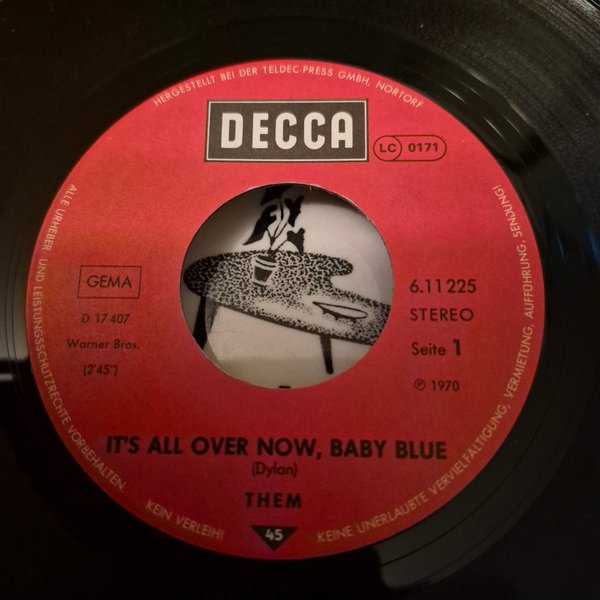 HERGESTELLT BEI DER TELDEC-PRESS GMBH, NORTORF
DECCA
LC 0171
GEMA
D 17 407
Warner Bros.
(2'45")
6.11 225
STEREO
Seite 1
℗ 1970
IT'S ALL OVER NOW, BABY BLUE
(Dylan)
THEM
45
ALLE URHEBER- UND LEISTUNGSSCHUTZRECHTE VORBEHALTEN.
KEIN VERLEIH!
KEINE UNERLAUBTE VERVIELFÄLTIGUNG, VERMIETUNG, AUFFÜHRUNG, SENDUNG!